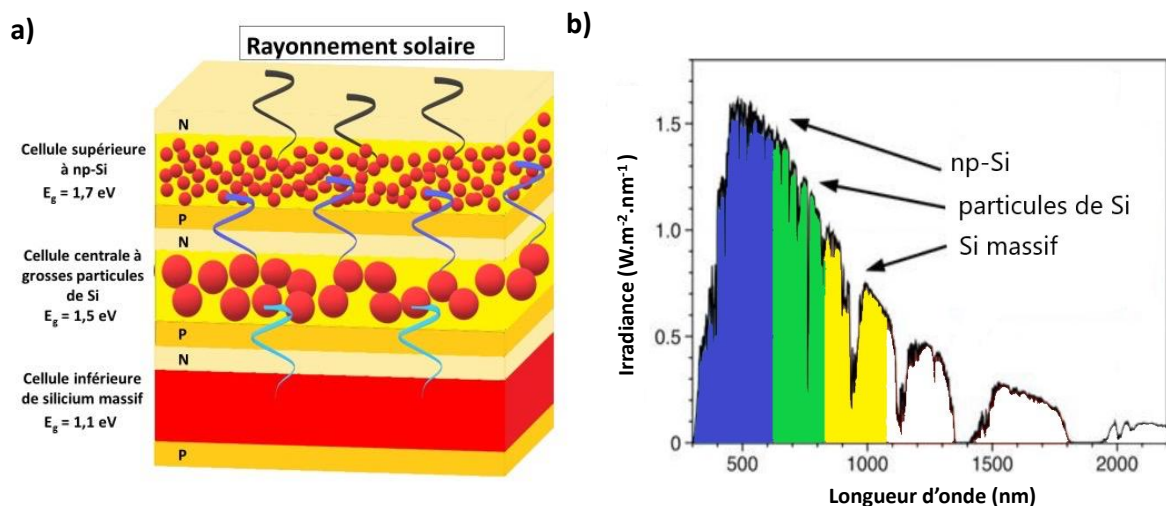 a)
Rayonnement solaire
N
Cellule supérieure
à np-Si
E_g = 1,7 eV
P
N
Cellule centrale à
grosses particules
de Si
E_g = 1,5 eV
P
N
Cellule inférieure
de silicium massif
E_g = 1,1 eV
P
b)
Irradiance (W.m⁻².nm⁻¹)
1.5
1.0
0.5
0
np-Si
particules de Si
Si massif
500
1000
1500
2000
Longueur d’onde (nm)